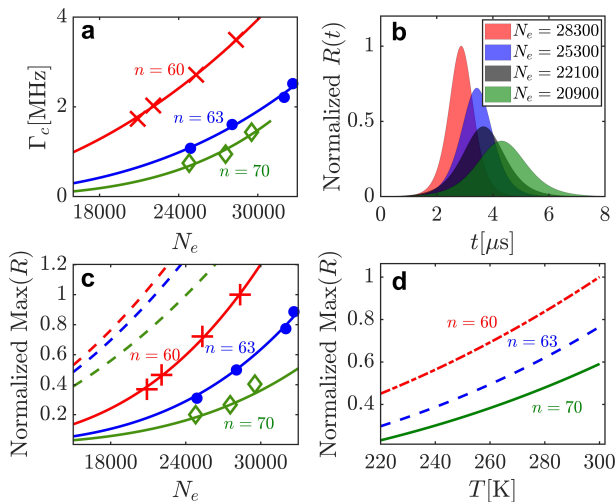 a
n = 60
n = 63
n = 70
Γc[MHz]
4
2
0
18000 24000 30000
Ne
b
Ne = 28300
Ne = 25300
Ne = 22100
Ne = 20900
Normalized R(t)
1
0.5
0
0 2 4 6 8
t[μs]
c
n = 60
n = 63
n = 70
Normalized Max(R)
1.2
1
0.8
0.6
0.4
0.2
18000 24000 30000
Ne
d
n = 60
n = 63
n = 70
Normalized Max(R)
1
0.8
0.6
0.4
220 240 260 280 300
T[K]